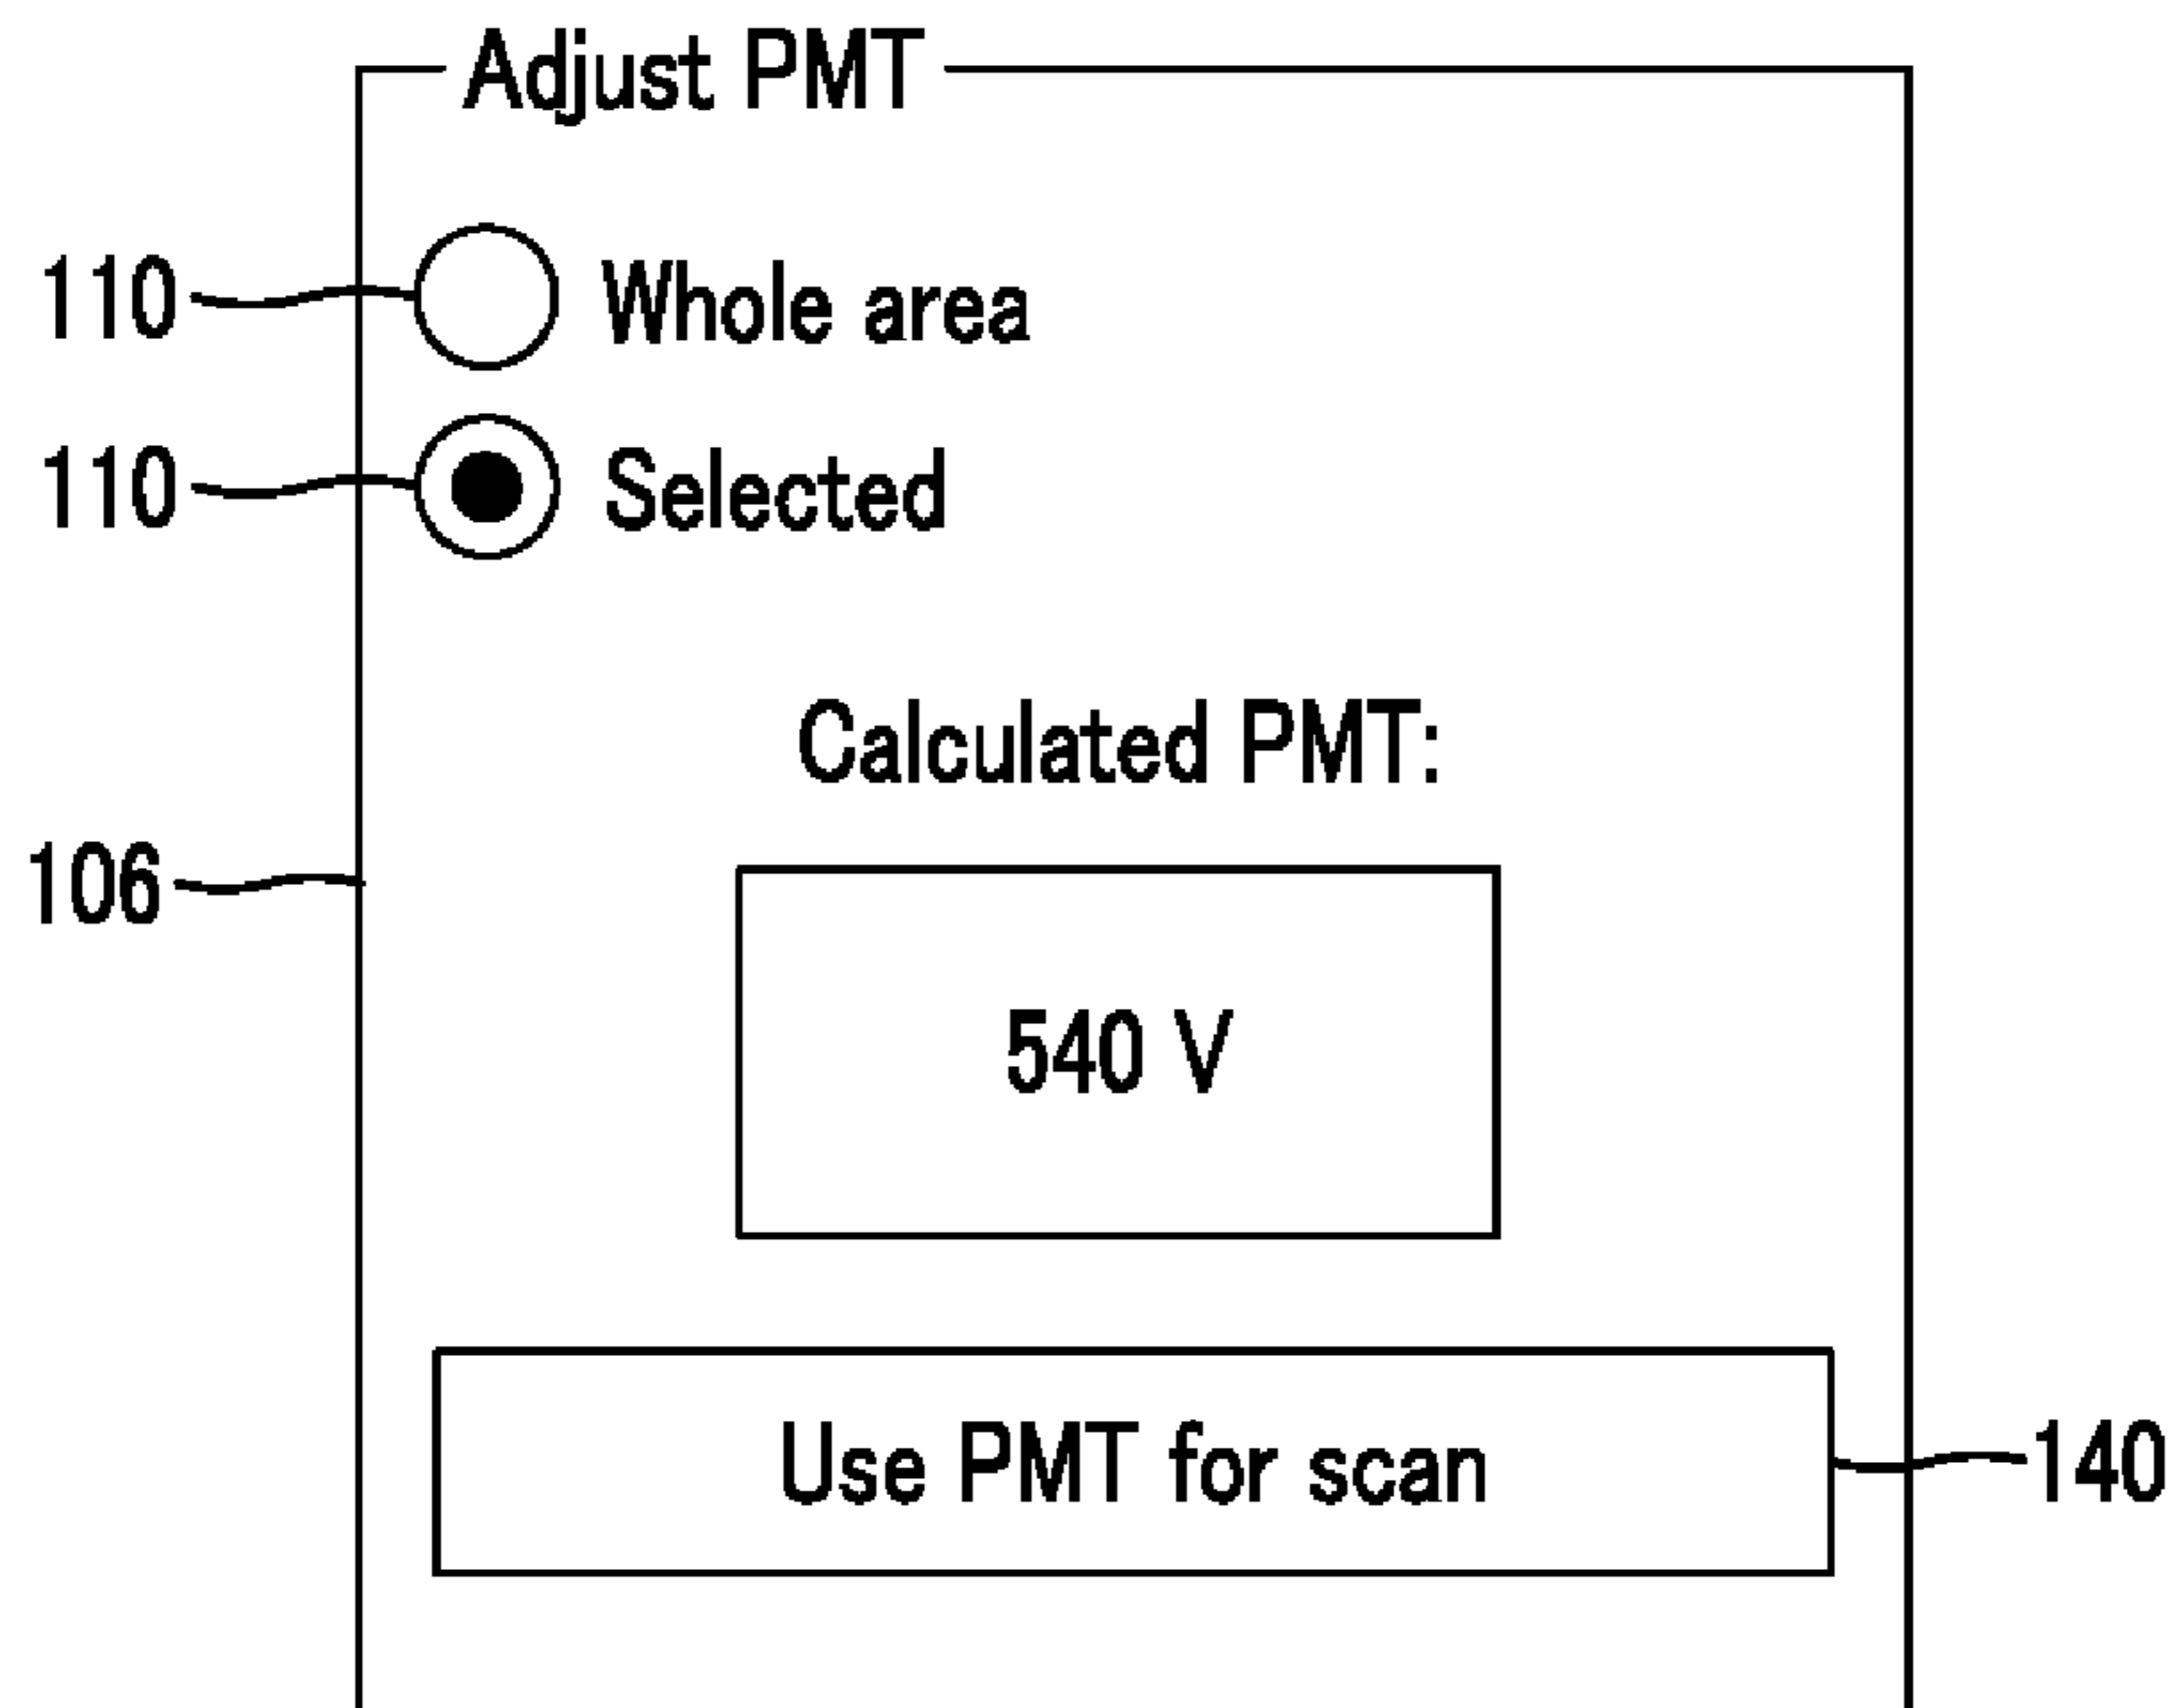 Adjust PMT
110 Whole area
110 Selected
Calculated PMT:
106
540 V
Use PMT for scan 140